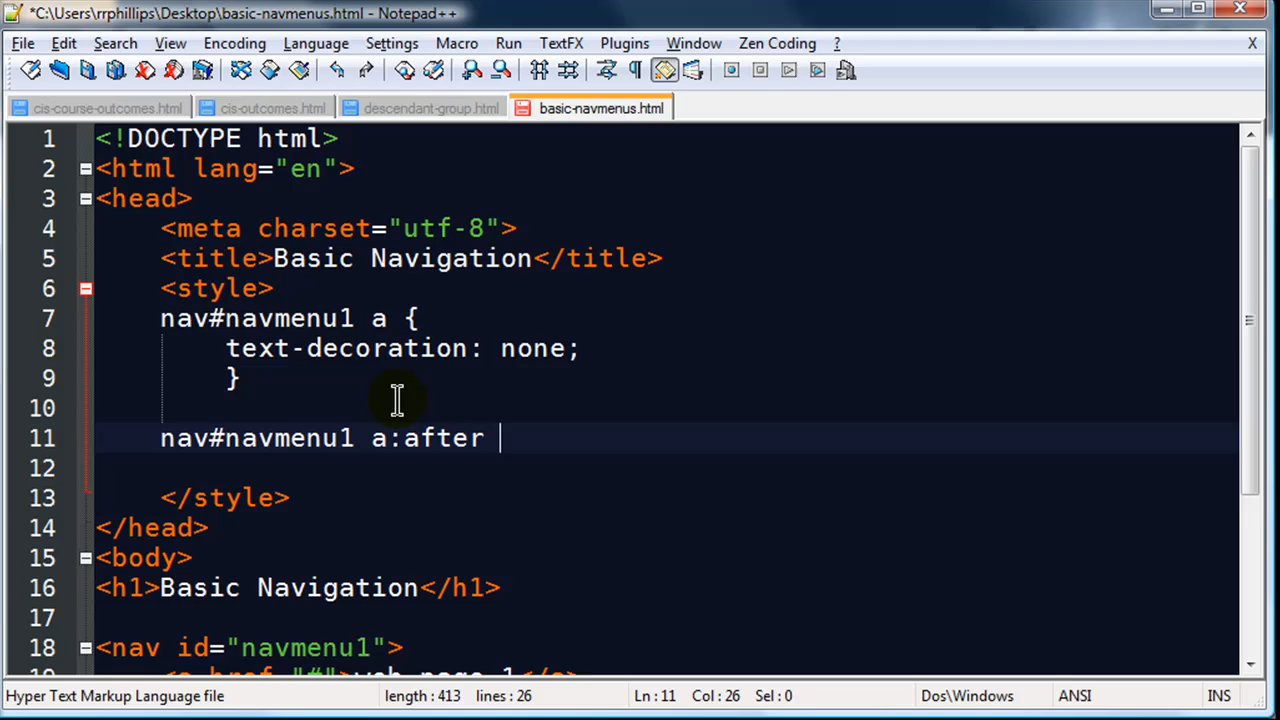 *C:\Users\rrphillips\Desktop\basic-navmenus.html - Notepad++
File Edit Search View Encoding Language Settings Macro Run TextFX Plugins Window Zen Coding ? X
cis-course-outcomes.html cis-outcomes.html descendant-group.html basic-navmenus.html
1 <!DOCTYPE html>
2 <html lang="en">
3 <head>
4 <meta charset="utf-8">
5 <title>Basic Navigation</title>
6 <style>
7 nav#navmenu1 a {
8 text-decoration: none;
9 }
10
11 nav#navmenu1 a:after
12
13 </style>
14 </head>
15 <body>
16 <h1>Basic Navigation</h1>
17
18 <nav id="navmenu1">
19 <a href="#">web page 1</a>
Hyper Text Markup Language file length : 413 lines : 26 Ln : 11 Col : 26 Sel : 0 Dos\Windows ANSI INS